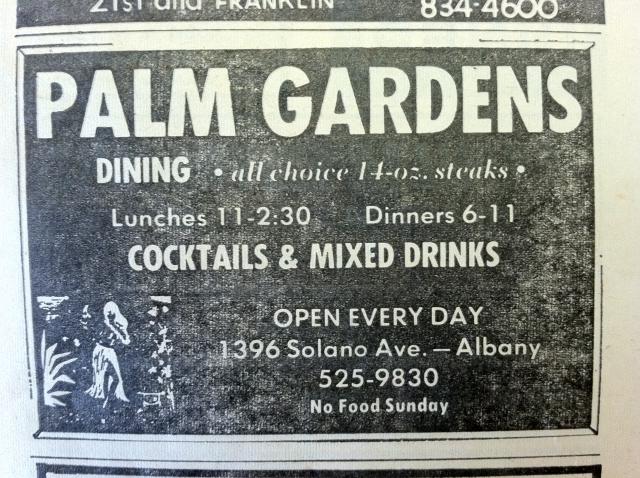 21st and FRANKLIN 834-4600
PALM GARDENS
DINING • all choice 14-oz. steaks •
Lunches 11-2:30 Dinners 6-11
COCKTAILS & MIXED DRINKS
OPEN EVERY DAY
1396 Solano Ave. — Albany
525-9830
No Food Sunday